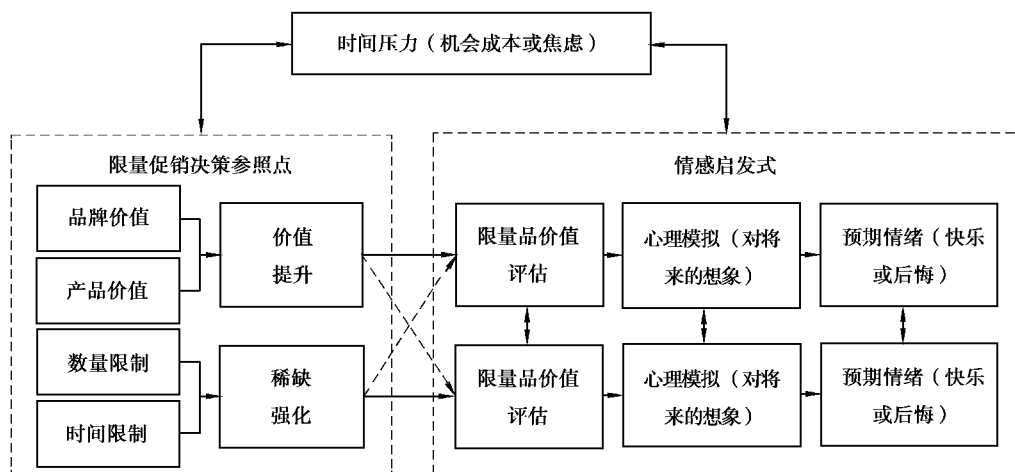 时间压力（机会成本或焦虑）
限量促销决策参照点
品牌价值
产品价值
数量限制
时间限制
价值
提升
稀缺
强化
情感启发式
限量品价值
评估
心理模拟（对将
来的想象）
预期情绪（快乐
或后悔）
限量品价值
评估
心理模拟（对将
来的想象）
预期情绪（快乐
或后悔）